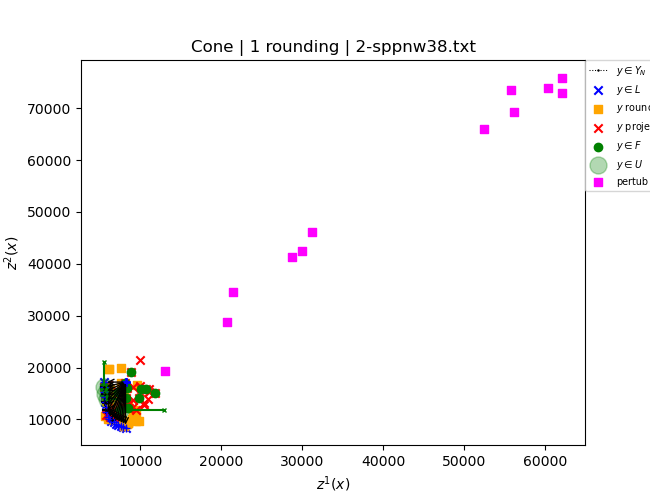 Cone | 1 rounding | 2-sppnw38.txt
70000
60000
50000
40000
30000
20000
10000
z²(x)
10000 20000 30000 40000 50000 60000
z¹(x)
y ∈ Y_N
y ∈ L
y roun
y proje
y ∈ F
y ∈ U
pertub